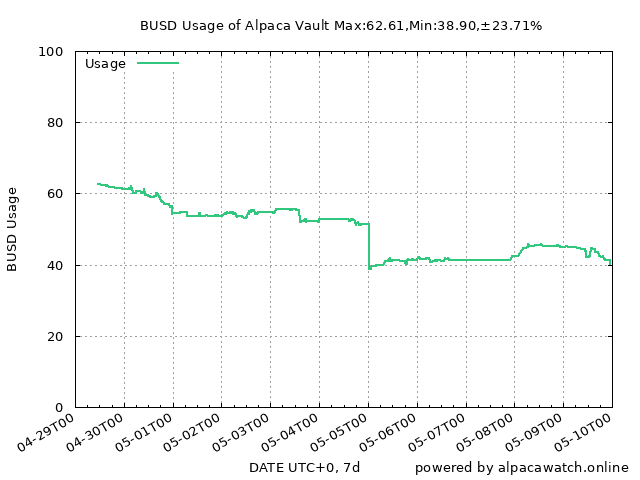 BUSD Usage of Alpaca Vault Max:62.61,Min:38.90,±23.71%
Usage
BUSD Usage
100
80
60
40
20
0
04-29T00
04-30T00
05-01T00
05-02T00
05-03T00
05-04T00
05-05T00
05-06T00
05-07T00
05-08T00
05-09T00
05-10T00
DATE UTC+0, 7d
powered by alpacawatch.online